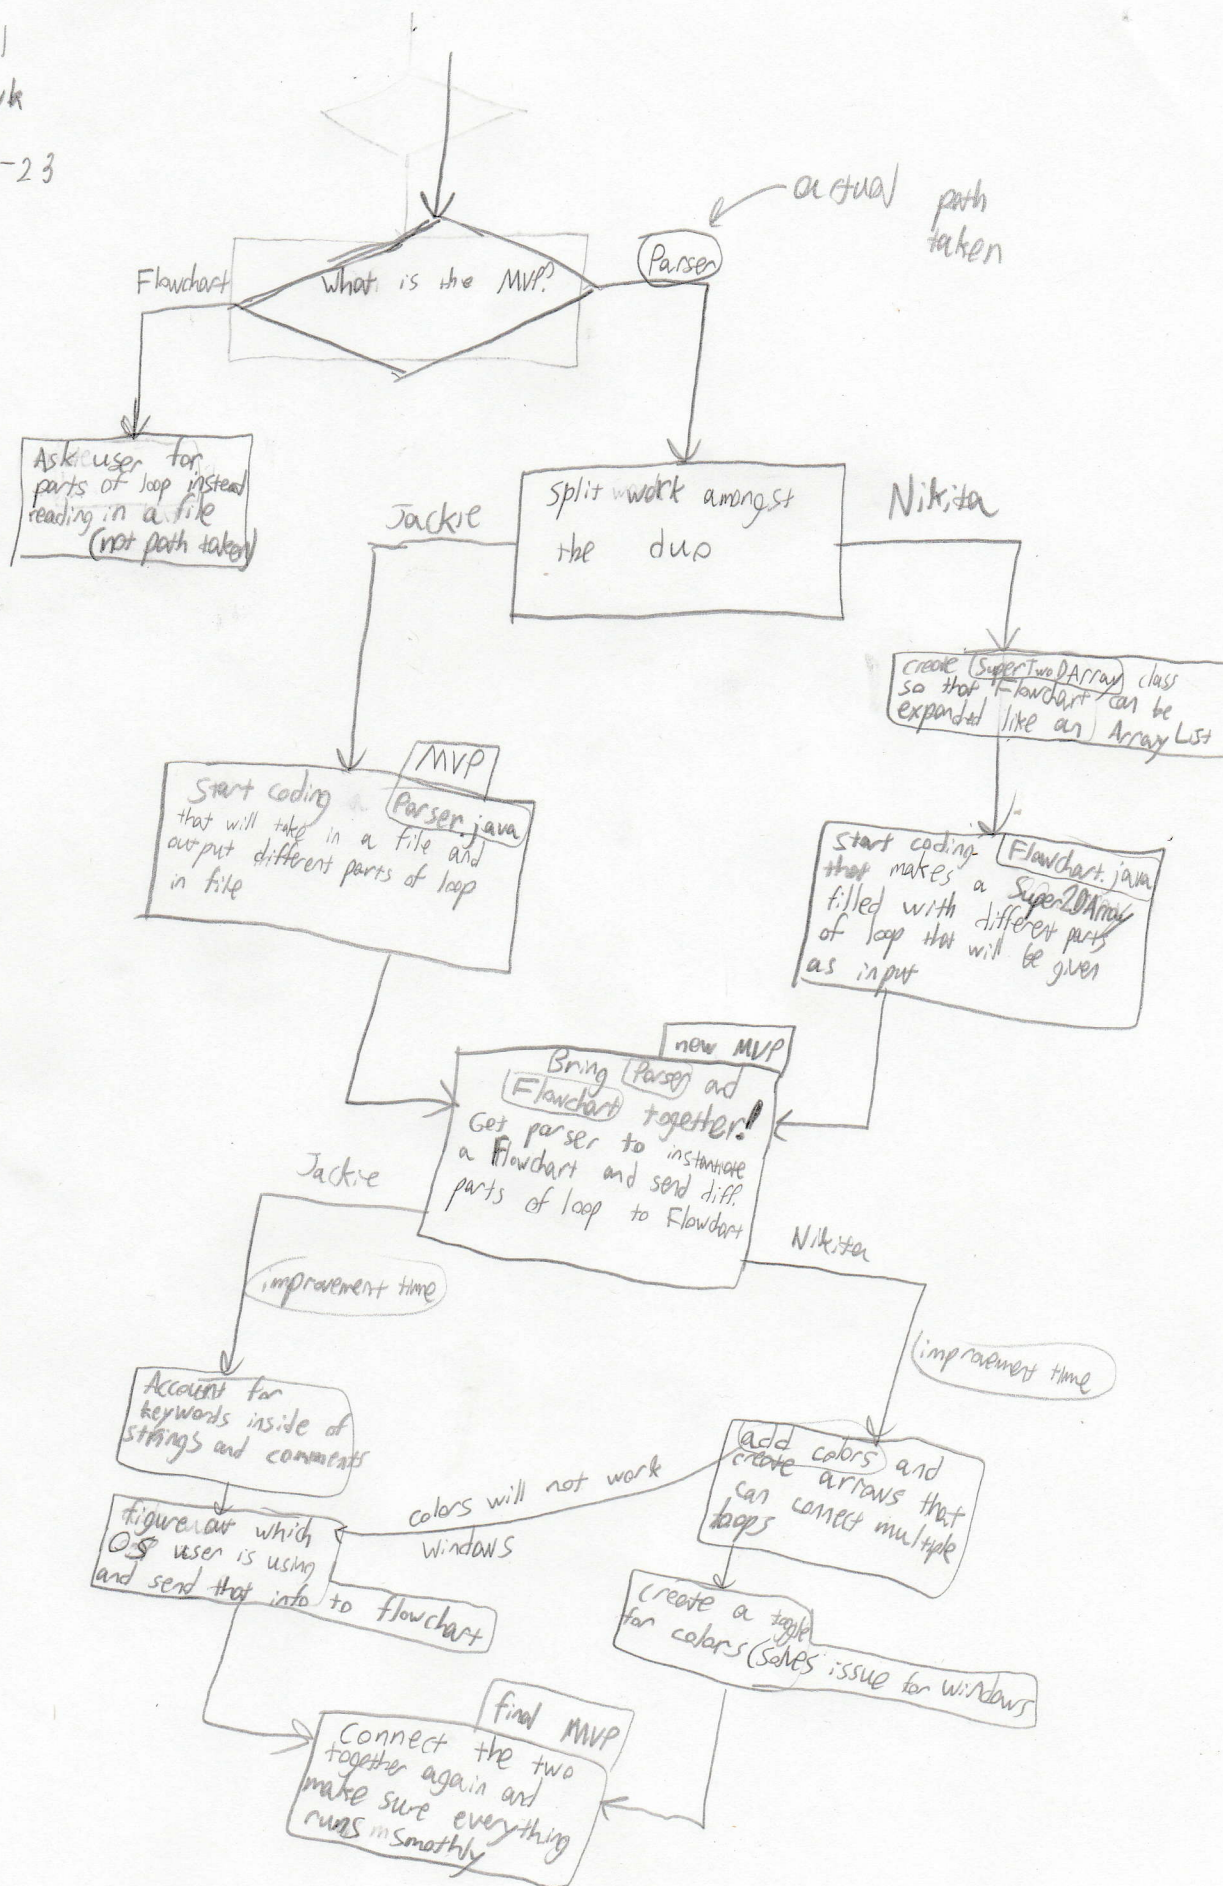 -23
actual path
taken
Parser
Flowchart
What is the MVP?
Ask user for
parts of loop instead
reading in a file
(not path taken)
Split work amongst
the duo
Jackie
Nikita
create SuperTwoDArray class
so that Flowchart can be
expanded like an Array List
MVP
Start coding Parser.java
that will take in a file and
output different parts of loop
in file
Start coding Flowchart.java
that makes a Super2DArray
filled with different parts
of loop that will be given
as input
new MVP
Bring Parser and
Flowchart together!
Get parser to instantiate
a Flowchart and send diff.
parts of loop to Flowchart
Jackie
Nikita
improvement time
improvement time
Account for
keywords inside of
strings and comments
add colors and
create arrows that
can connect multiple
loops
colors will not work
windows
figure out which
OS user is using
and send that info to flowchart
create a toggle
for colors (solves issue for windows
final MVP
Connect the two
together again and
make sure everything
runs smothly